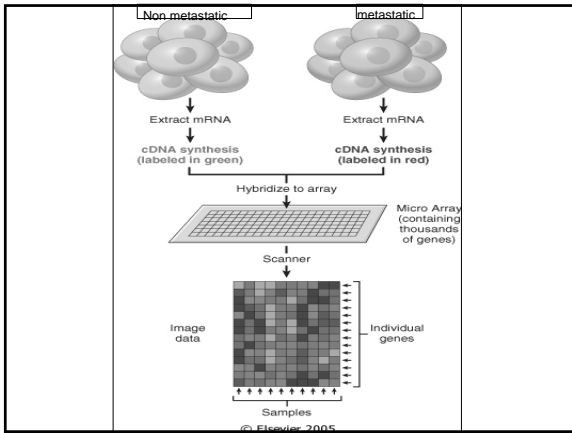 Non metastatic
metastatic
Extract mRNA
Extract mRNA
cDNA synthesis
(labeled in green)
cDNA synthesis
(labeled in red)
Hybridize to array
Micro Array
(containing
thousands
of genes)
Scanner
Image
data
Individual
genes
Samples
© Elsevier 2005